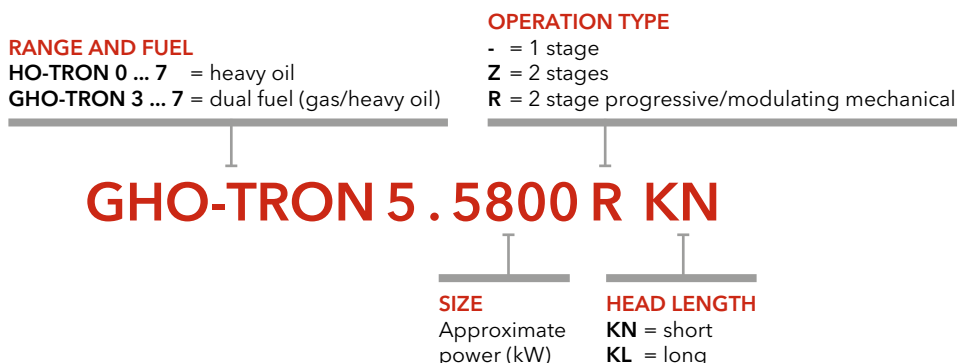 OPERATION TYPE
- = 1 stage
Z = 2 stages
R = 2 stage progressive/modulating mechanical
RANGE AND FUEL
HO-TRON 0 ... 7 = heavy oil
GHO-TRON 3 ... 7 = dual fuel (gas/heavy oil)
GHO-TRON 5 . 5800 R KN
SIZE
Approximate
power (kW)
HEAD LENGTH
KN = short
KL = long